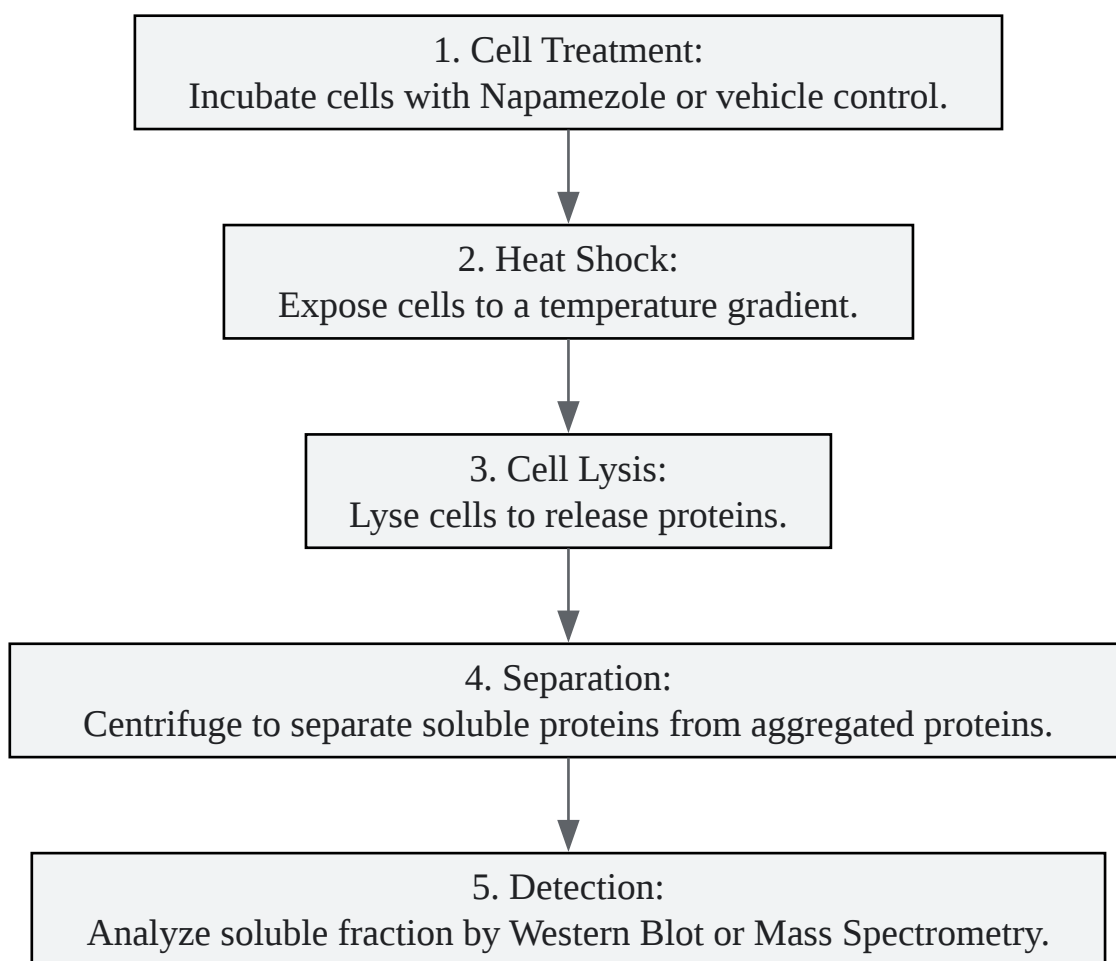 1. Cell Treatment:
Incubate cells with Napamezole or vehicle control.
2. Heat Shock:
Expose cells to a temperature gradient.
3. Cell Lysis:
Lyse cells to release proteins.
4. Separation:
Centrifuge to separate soluble proteins from aggregated proteins.
5. Detection:
Analyze soluble fraction by Western Blot or Mass Spectrometry.